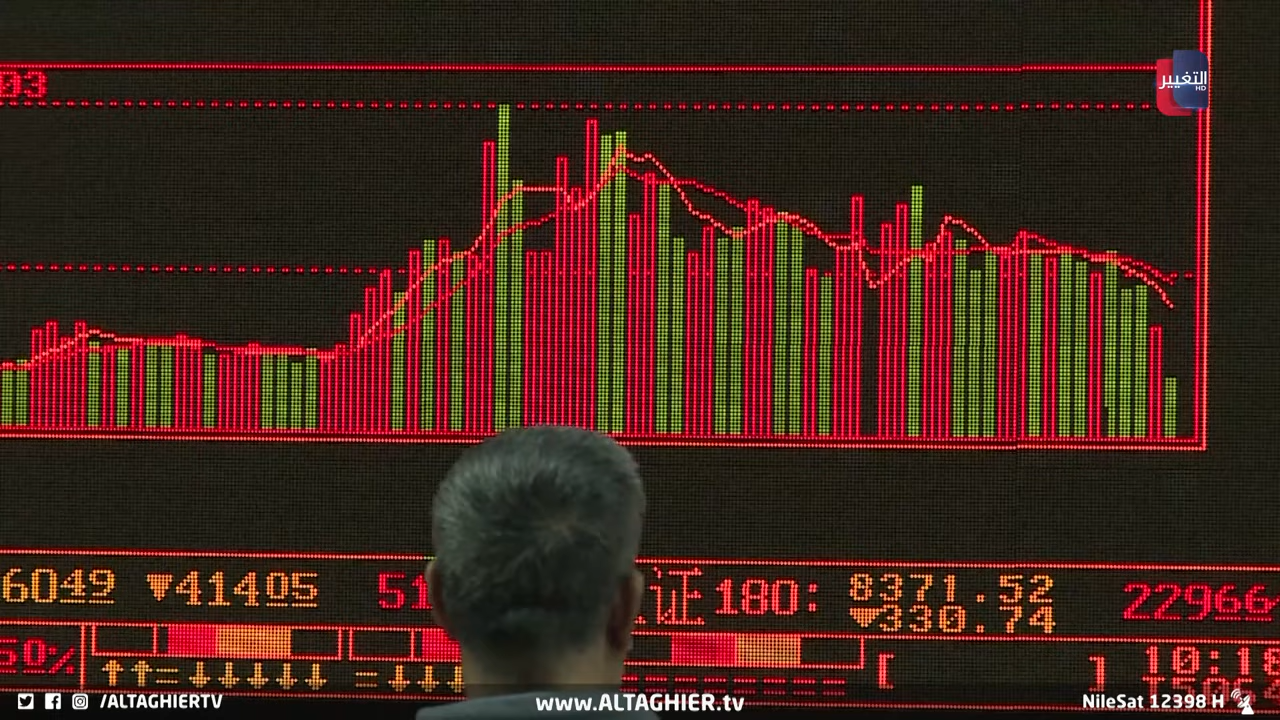 03
التغيير
HD
6049 ▼41405 51 证180: 8371.52 22966
▼330.74
50%
↑↑=↓↓↓↓↓ =↓↓↓↓ [ ] 10:18
/ALTAGHIERTV
www.ALTAGHIER.tv
NileSat 12398 H